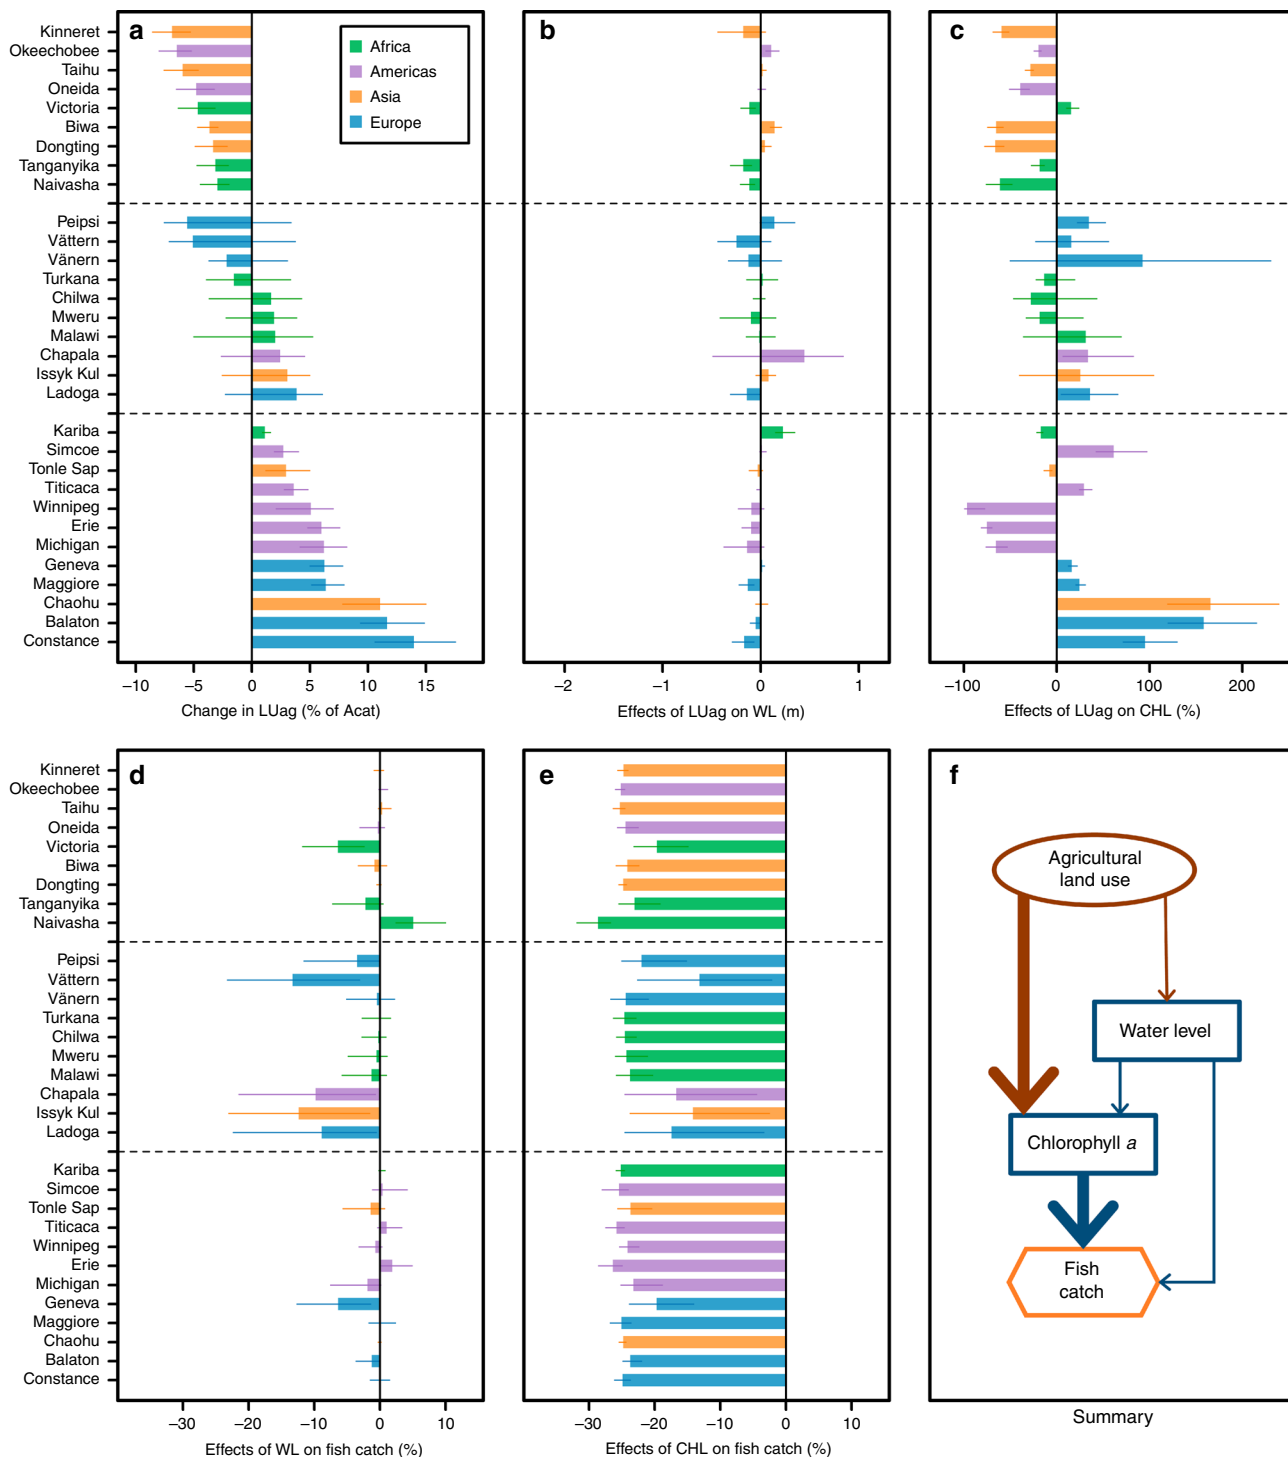 a
b
c
Kinneret
Okeechobee
Taihu
Oneida
Victoria
Biwa
Dongting
Tanganyika
Naivasha
Peipsi
Vättern
Vänern
Turkana
Chilwa
Mweru
Malawi
Chapala
Issyk Kul
Ladoga
Kariba
Simcoe
Tonle Sap
Titicaca
Winnipeg
Erie
Michigan
Geneva
Maggiore
Chaohu
Balaton
Constance
Africa
Americas
Asia
Europe
–10 –5 0 5 10 15
Change in LUag (% of Acat)
–2 –1 0 1
Effects of LUag on WL (m)
–100 0 100 200
Effects of LUag on CHL (%)
d
e
f
Kinneret
Okeechobee
Taihu
Oneida
Victoria
Biwa
Dongting
Tanganyika
Naivasha
Peipsi
Vättern
Vänern
Turkana
Chilwa
Mweru
Malawi
Chapala
Issyk Kul
Ladoga
Kariba
Simcoe
Tonle Sap
Titicaca
Winnipeg
Erie
Michigan
Geneva
Maggiore
Chaohu
Balaton
Constance
–30 –20 –10 0 10
Effects of WL on fish catch (%)
–30 –20 –10 0 10
Effects of CHL on fish catch (%)
Agricultural
land use
Water level
Chlorophyll a
Fish
catch
Summary